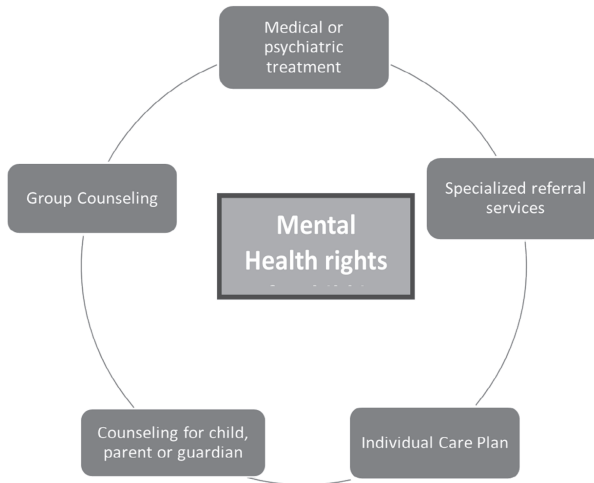 Medical or
psychiatric
treatment
Group Counseling
Specialized referral
services
Mental
Health rights
Counseling for child,
parent or guardian
Individual Care Plan